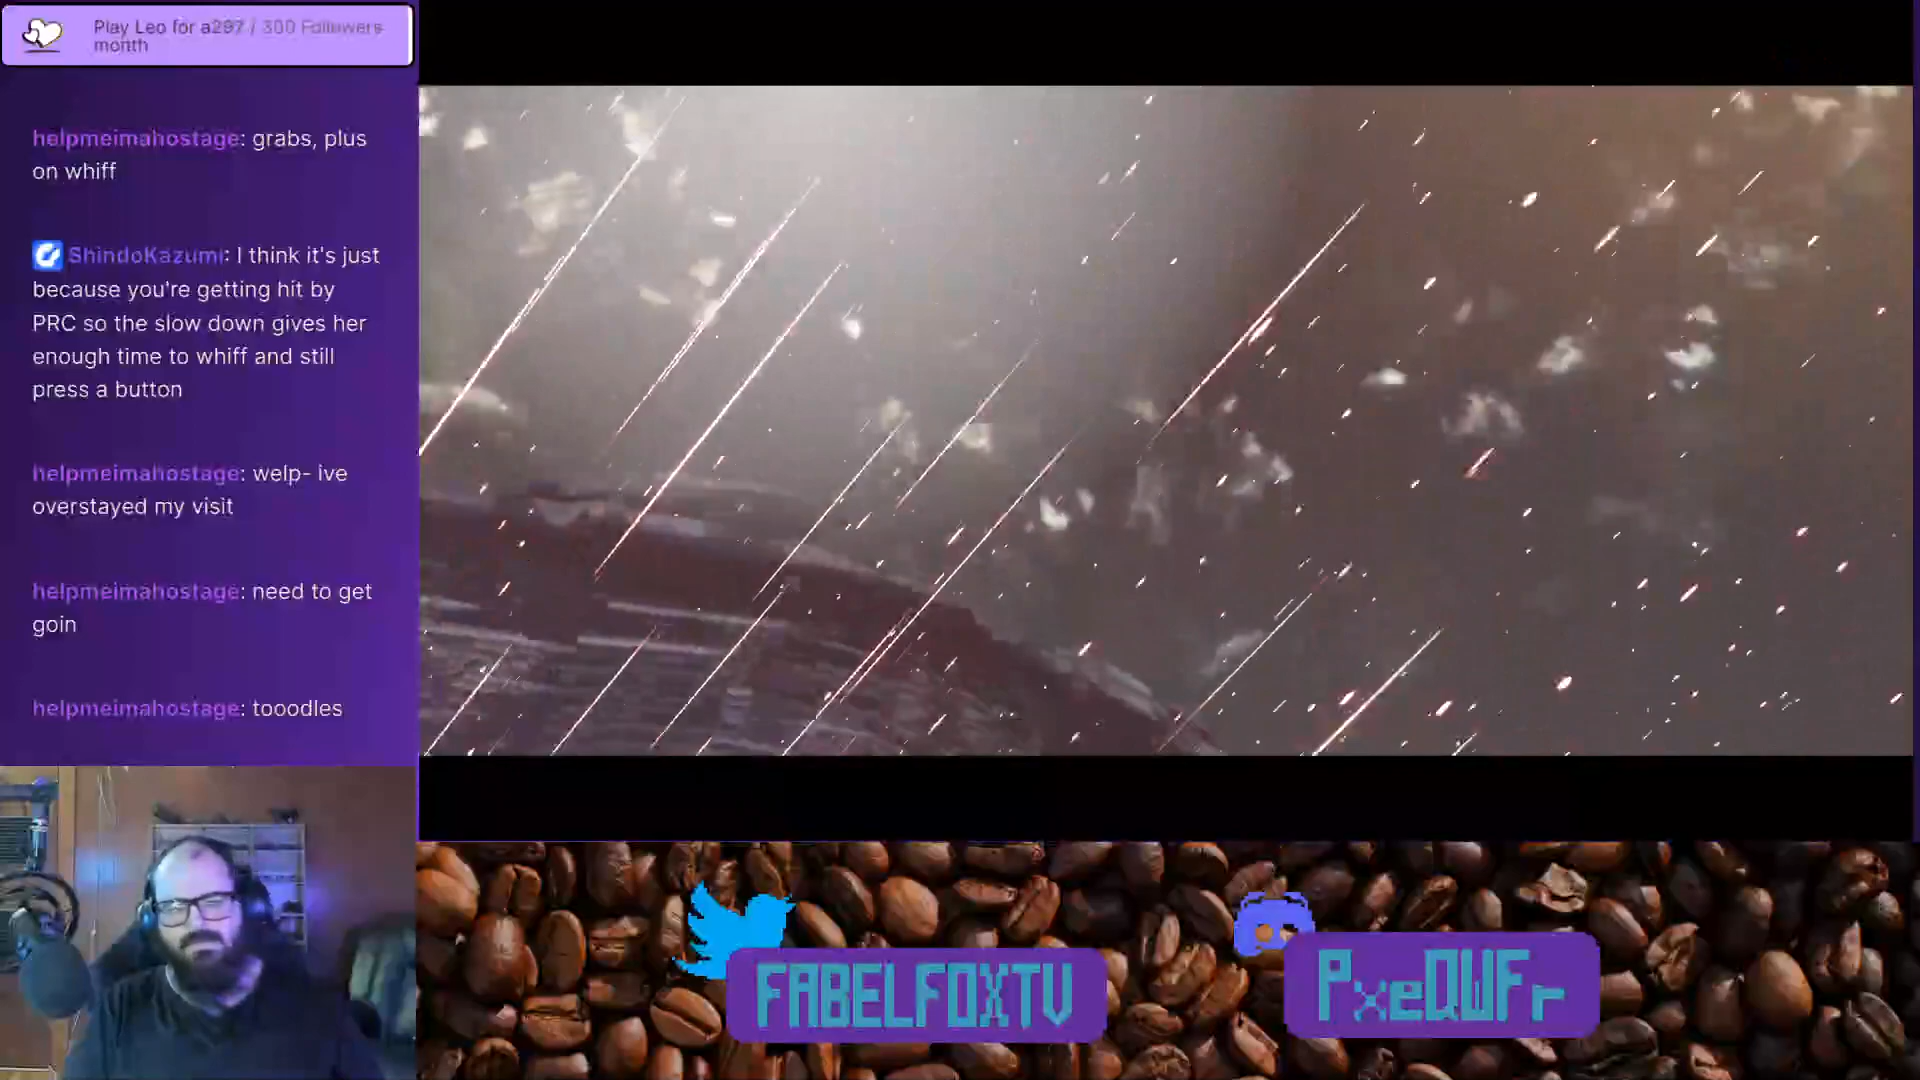 Play Leo for a297 / 300 Followers
month
helpmeimahostage: grabs, plus
on whiff
ShindoKazumi: I think it's just
because you're getting hit by
PRC so the slow down gives her
enough time to whiff and still
press a button
helpmeimahostage: welp- ive
overstayed my visit
helpmeimahostage: need to get
goin
helpmeimahostage: tooodles
FABELFOXTV
PxeQWFr